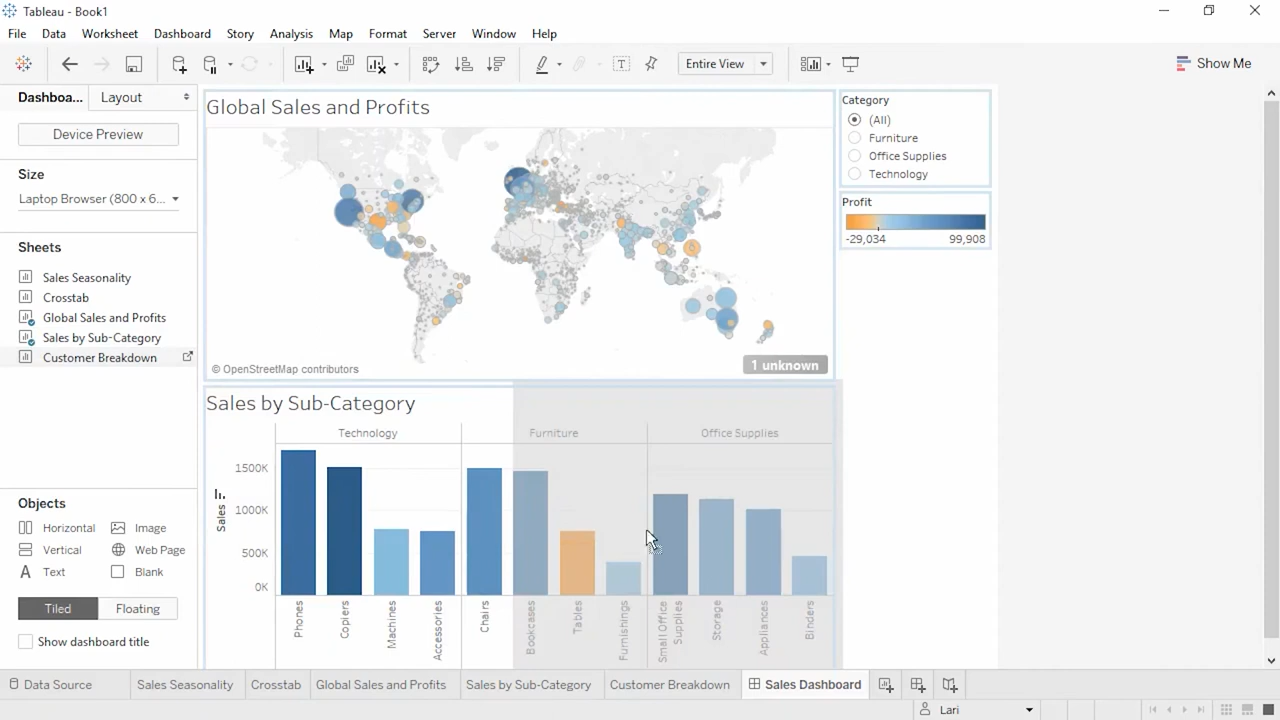 Tableau - Book1
File Data Worksheet Dashboard Story Analysis Map Format Server Window Help
Entire View
Show Me
Dashboa... Layout
Device Preview
Size
Laptop Browser (800 x 6...
Sheets
Sales Seasonality
Crosstab
Global Sales and Profits
Sales by Sub-Category
Customer Breakdown
Objects
Horizontal Image
Vertical Web Page
A Text Blank
Tiled Floating
Show dashboard title
Global Sales and Profits
© OpenStreetMap contributors
1 unknown
Category
(All)
Furniture
Office Supplies
Technology
Profit
-29,034 99,908
Sales by Sub-Category
Technology Furniture Office Supplies
Sales
1500K
1000K
500K
0K
Phones
Copiers
Machines
Accessories
Chairs
Bookcases
Tables
Furnishings
Small Office
Supplies
Storage
Appliances
Binders
Data Source Sales Seasonality Crosstab Global Sales and Profits Sales by Sub-Category Customer Breakdown Sales Dashboard
Lari